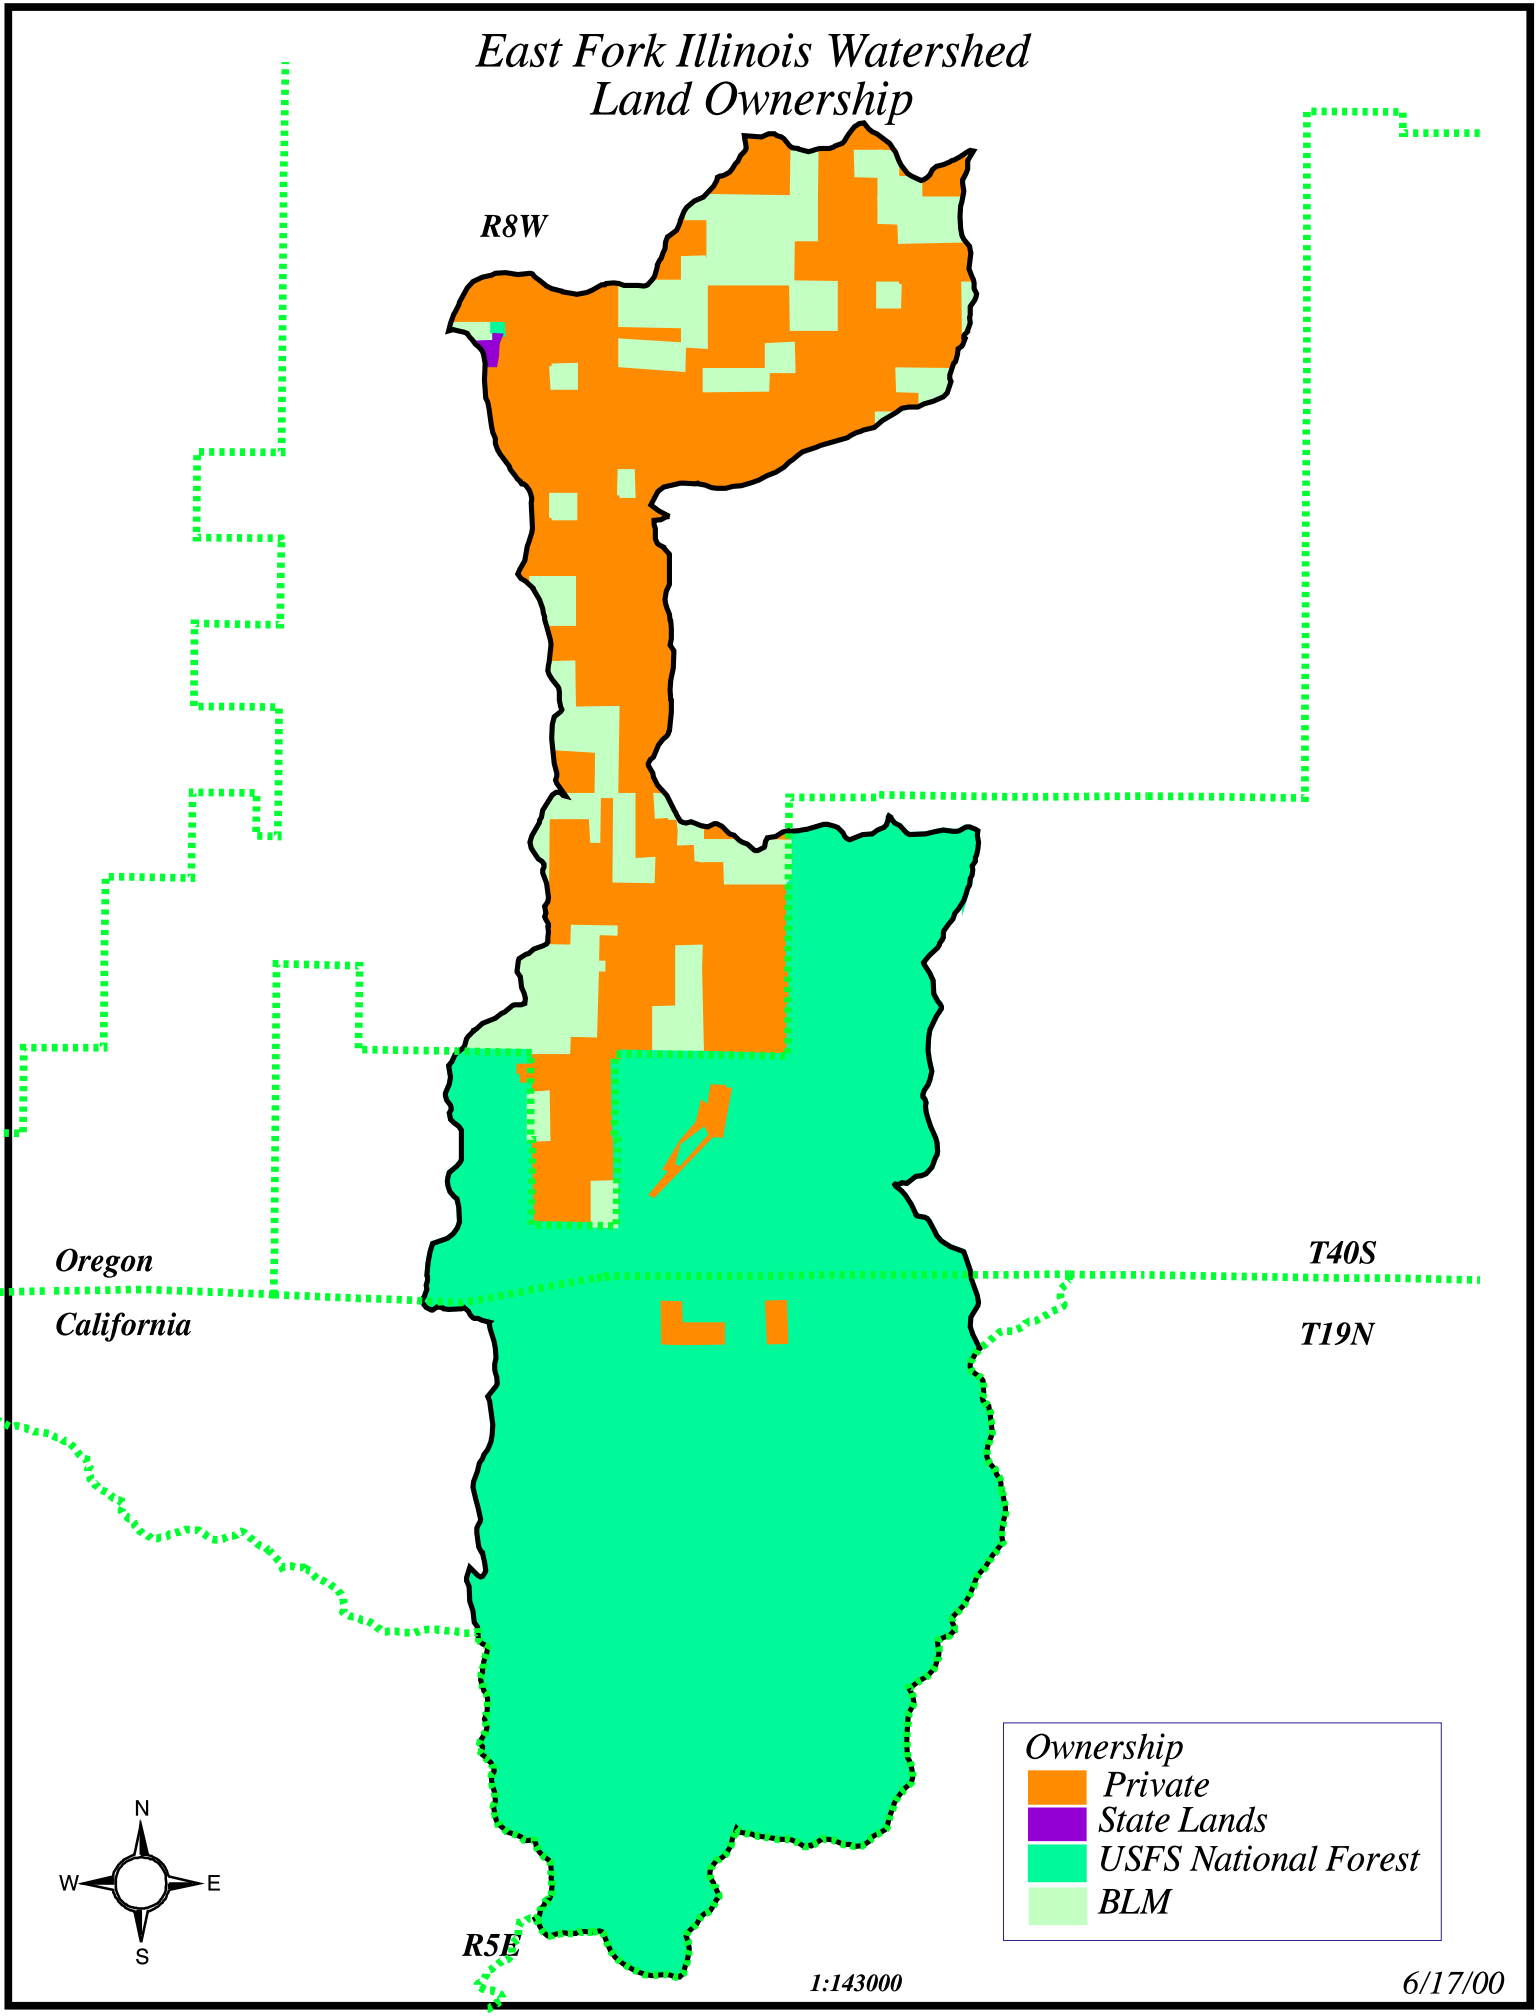 East Fork Illinois Watershed
Land Ownership
R8W
Oregon
T40S
California
T19N
Ownership
Private
State Lands
USFS National Forest
BLM
N
W E
S
R5E
1:143000
6/17/00